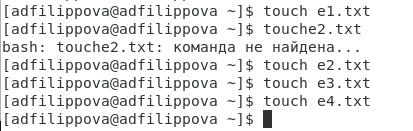 [adfilippova@adfilippova ~]$ touch e1.txt
[adfilippova@adfilippova ~]$ touche2.txt
bash: touche2.txt: команда не найдена...
[adfilippova@adfilippova ~]$ touch e2.txt
[adfilippova@adfilippova ~]$ touch e3.txt
[adfilippova@adfilippova ~]$ touch e4.txt
[adfilippova@adfilippova ~]$